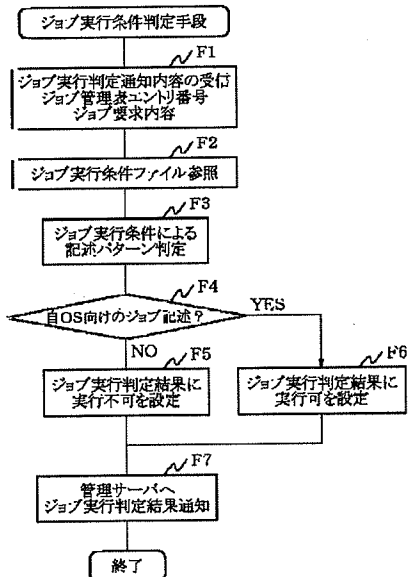 ジョブ実行条件判定手段
F1
ジョブ実行判定通知内容の受信
ジョブ管理表エントリ番号
ジョブ要求内容
F2
ジョブ実行条件ファイル参照
F3
ジョブ実行条件による
記述パターン判定
F4
自OS向けのジョブ記述?
YES
NO
F5
ジョブ実行判定結果に
実行不可を設定
F6
ジョブ実行判定結果に
実行可を設定
F7
管理サーバへ
ジョブ実行判定結果通知
終了